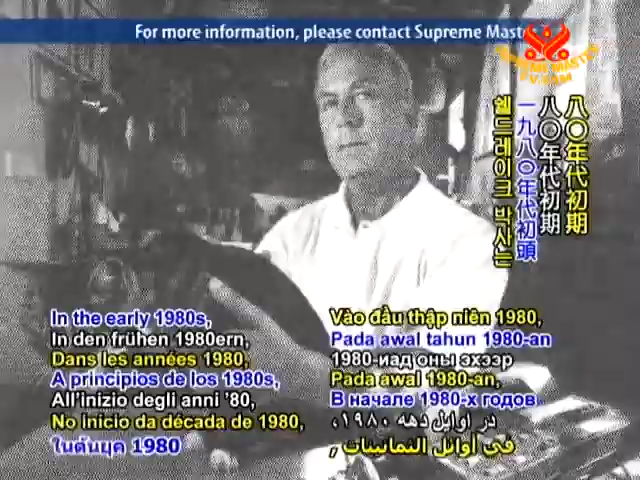 For more information, please contact Supreme Mast
八〇年代初期
八〇年代初期
一九八〇年代初頭
쉘드레이크 박사는
In the early 1980s,
In den frühen 1980ern,
Dans les années 1980,
A principios de los 1980s,
All'inizio degli anni '80,
No inicio da década de 1980,
ในต้นยุค 1980
Vào đầu thập niên 1980,
Pada awal tahun 1980-an
1980-иад оны эхээр
Pada awal 1980-an,
В начале 1980-х годов
در اوایل دهه ۱۹۸۰،
في أوائل الثمانينات ,